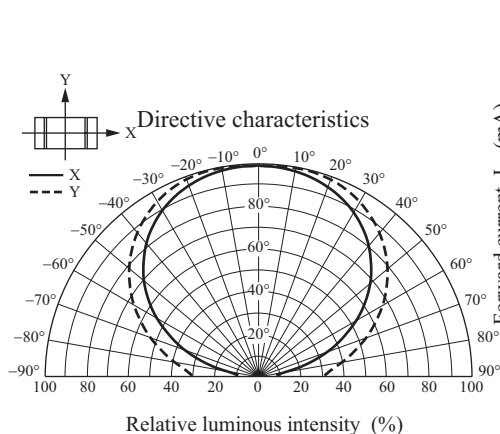 Y
X
Directive characteristics
X
Y
−90° −80° −70° −60° −50° −40° −30° −20° −10° 0° 10° 20° 30° 40° 50° 60° 70° 80° 90°
80°
60°
40°
20°
100 80 60 40 20 0 20 40 60 80 100
Relative luminous intensity (%)